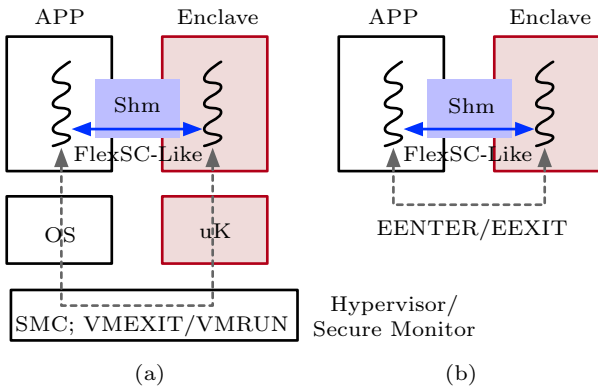 APP Enclave
Shm
FlexSC-Like
OS uK
SMC; VMEXIT/VMRUN
Hypervisor/
Secure Monitor
(a)
APP Enclave
Shm
FlexSC-Like
EENTER/EEXIT
(b)